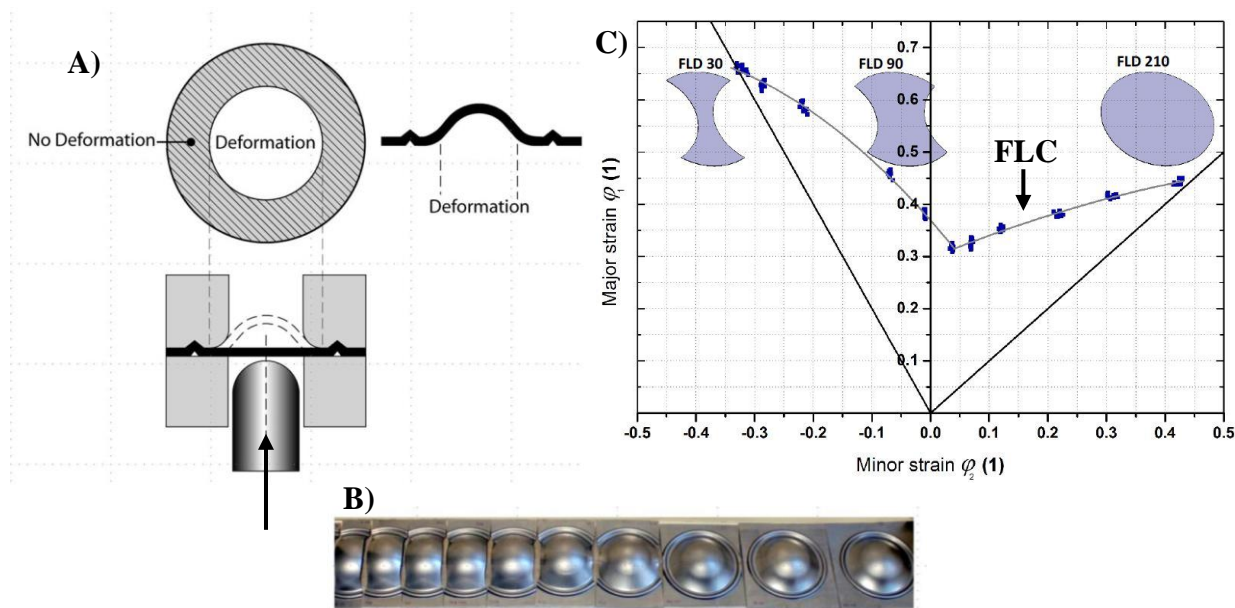 A)
No Deformation
Deformation
Deformation
C)
FLD 30
FLD 90
FLD 210
FLC
0.7
0.6
0.5
0.4
0.3
0.2
0.1
Major strain φ₁ (1)
-0.5 -0.4 -0.3 -0.2 -0.1 0.0 0.1 0.2 0.3 0.4 0.5
Minor strain φ₂ (1)
B)